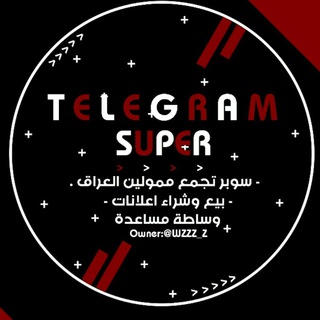 TELEGRAM
SUPER
- سوبر تجمع ممولين العراق .
- بيع وشراء اعلانات -
وساطة مساعدة
Owner:@WZZZ_Z